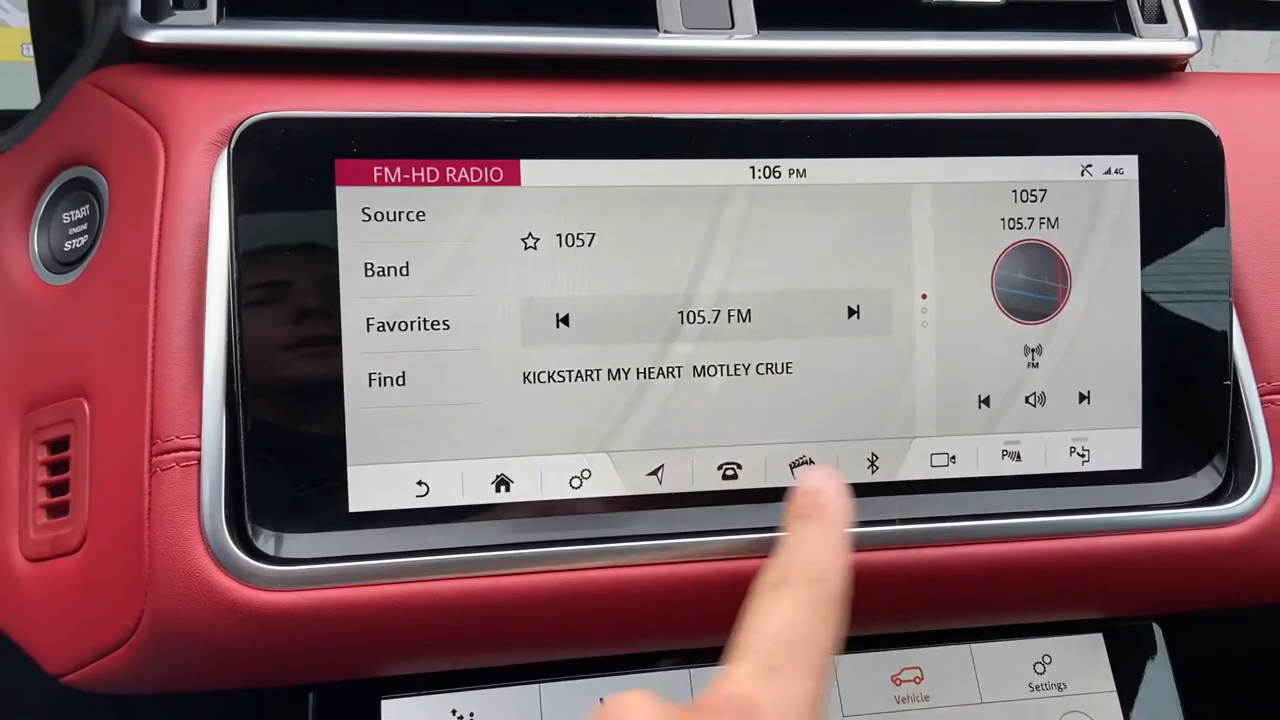 FM-HD RADIO
1:06 PM
4G
Source
Band
Favorites
Find
1057
105.7 FM
KICKSTART MY HEART MOTLEY CRUE
1057
105.7 FM
FM
P
P
START
ENGINE
STOP
Vehicle
Settings